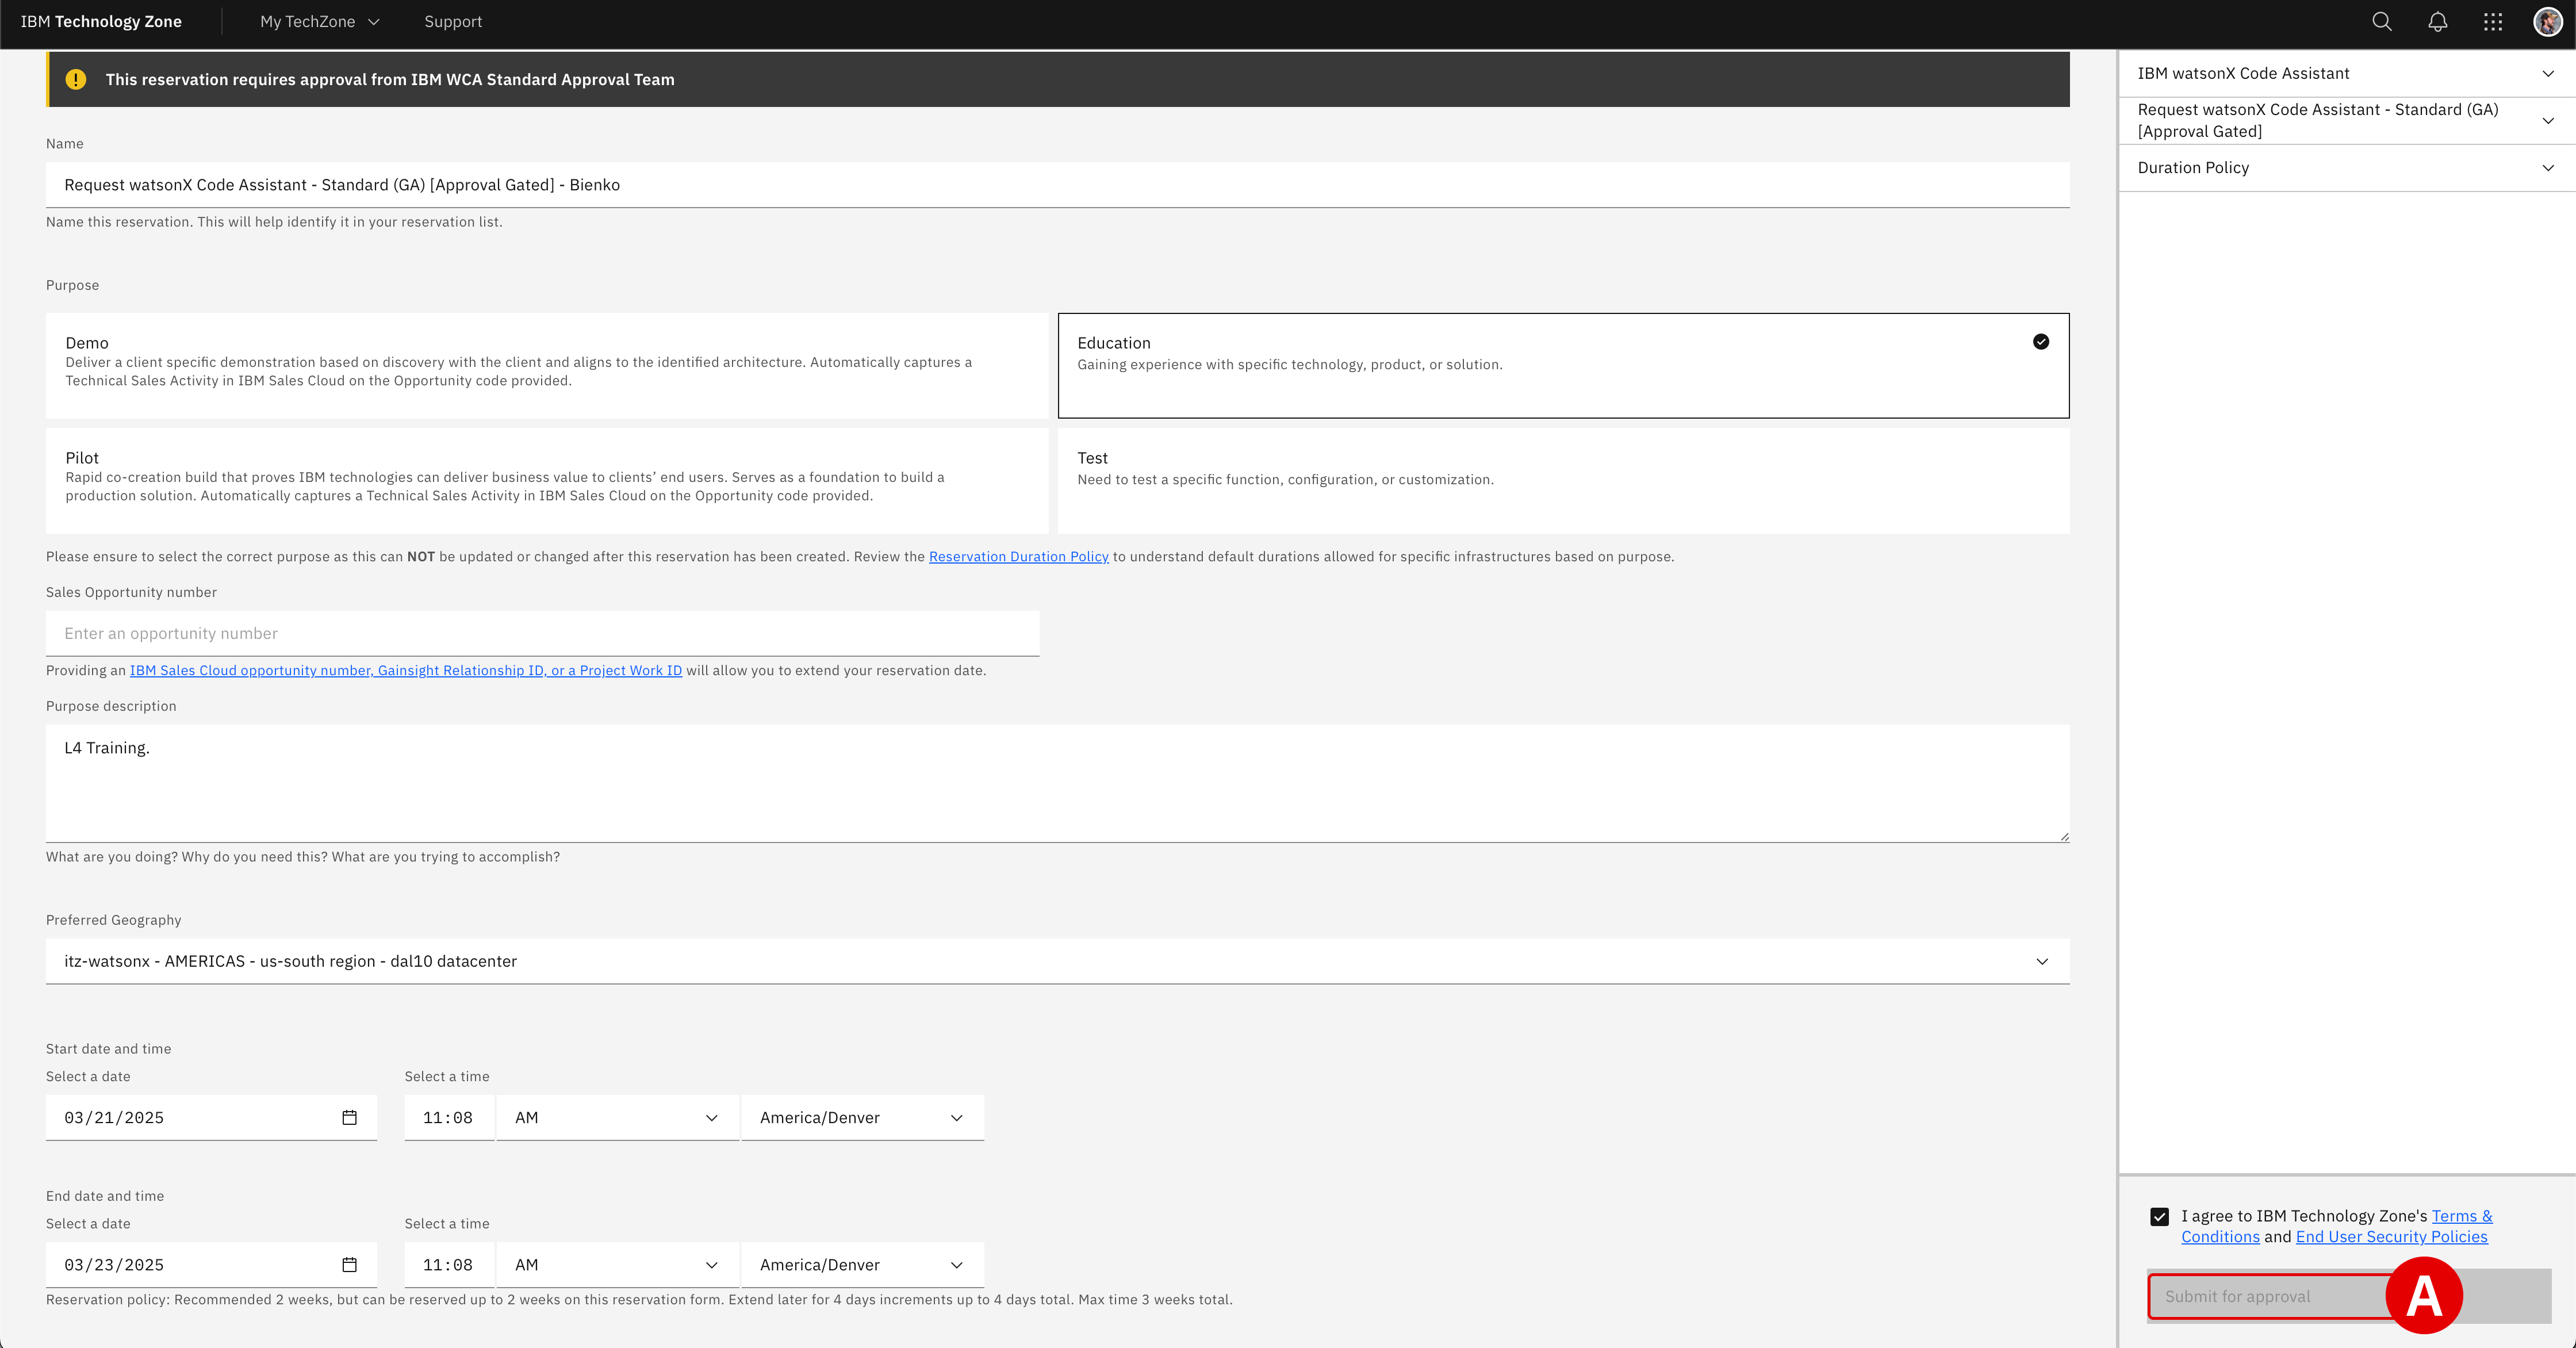 IBM Technology Zone
My TechZone
Support
This reservation requires approval from IBM WCA Standard Approval Team
Name
Request watsonX Code Assistant - Standard (GA) [Approval Gated] - Bienko
Name this reservation. This will help identify it in your reservation list.
Purpose
Demo
Deliver a client specific demonstration based on discovery with the client and aligns to the identified architecture. Automatically captures a
Technical Sales Activity in IBM Sales Cloud on the Opportunity code provided.
Education
Gaining experience with specific technology, product, or solution.
Pilot
Rapid co-creation build that proves IBM technologies can deliver business value to clients’ end users. Serves as a foundation to build a
production solution. Automatically captures a Technical Sales Activity in IBM Sales Cloud on the Opportunity code provided.
Test
Need to test a specific function, configuration, or customization.
Please ensure to select the correct purpose as this can NOT be updated or changed after this reservation has been created. Review the Reservation Duration Policy to understand default durations allowed for specific infrastructures based on purpose.
Sales Opportunity number
Enter an opportunity number
Providing an IBM Sales Cloud opportunity number, Gainsight Relationship ID, or a Project Work ID will allow you to extend your reservation date.
Purpose description
L4 Training.
What are you doing? Why do you need this? What are you trying to accomplish?
Preferred Geography
itz-watsonx - AMERICAS - us-south region - dal10 datacenter
Start date and time
Select a date
Select a time
03/21/2025
11:08
AM
America/Denver
End date and time
Select a date
Select a time
03/23/2025
11:08
AM
America/Denver
Reservation policy: Recommended 2 weeks, but can be reserved up to 2 weeks on this reservation form. Extend later for 4 days increments up to 4 days total. Max time 3 weeks total.
IBM watsonX Code Assistant
Request watsonX Code Assistant - Standard (GA)
[Approval Gated]
Duration Policy
I agree to IBM Technology Zone's Terms &
Conditions and End User Security Policies
Submit for approval
A